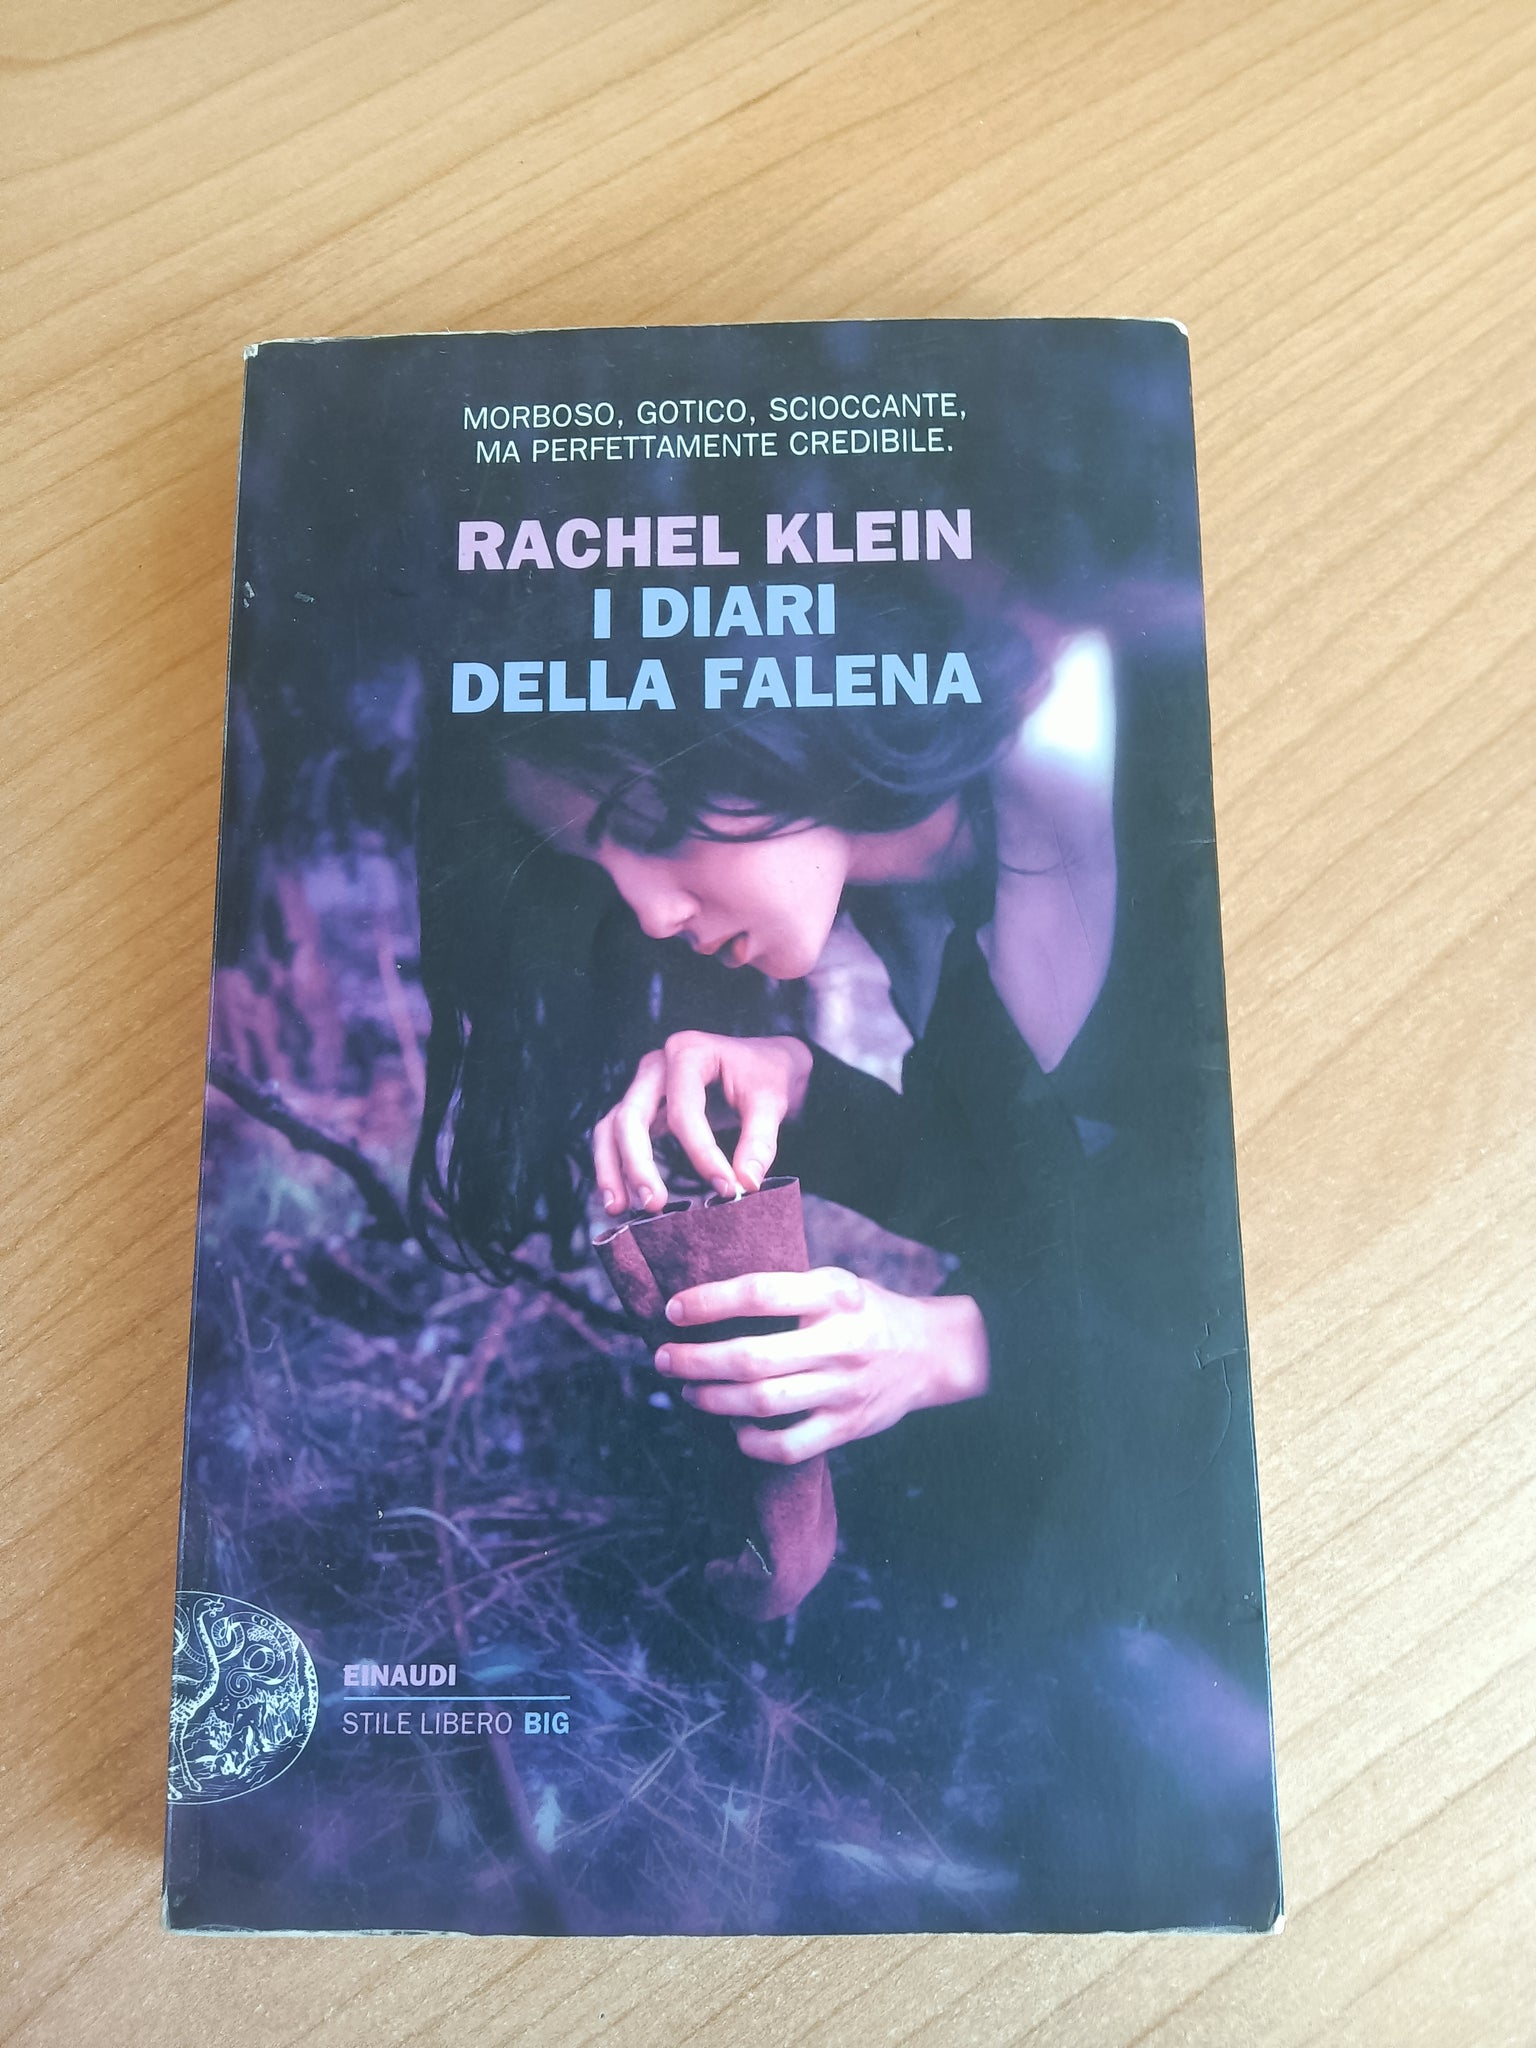 MORBOSO, GOTICO, SCIOCCANTE,
MA PERFETTAMENTE CREDIBILE.
RACHEL KLEIN
I DIARI
DELLA FALENA
EINAUDI
STILE LIBERO BIG